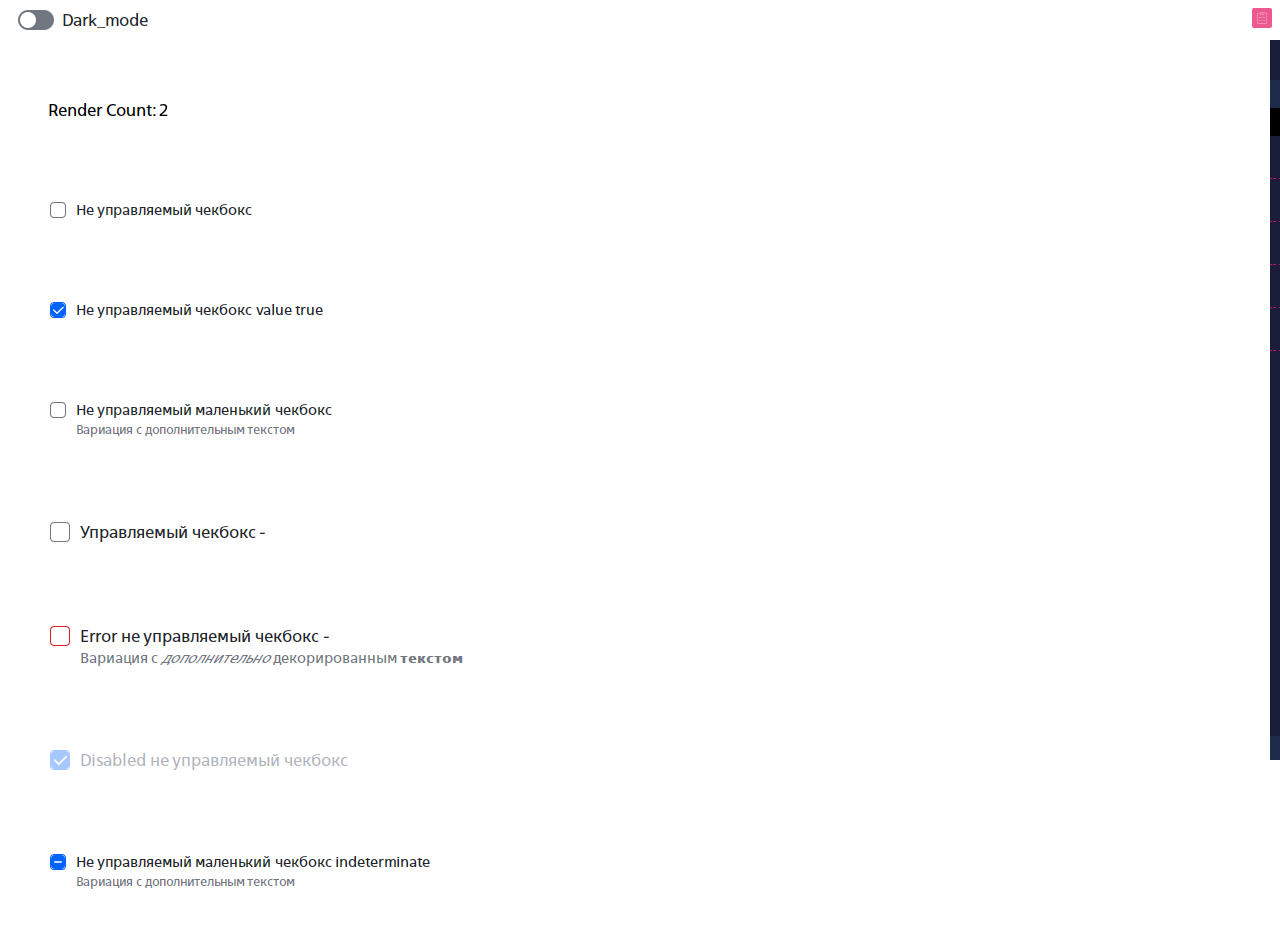 Dark_mode
Render Count: 2
Не управляемый чекбокс
Не управляемый чекбокс value true
Не управляемый маленький чекбокс
Вариация с дополнительным текстом
Управляемый чекбокс -
Error не управляемый чекбокс -
Вариация с дополнительно декорированным текстом
Disabled не управляемый чекбокс
Не управляемый маленький чекбокс indeterminate
Вариация с дополнительным текстом